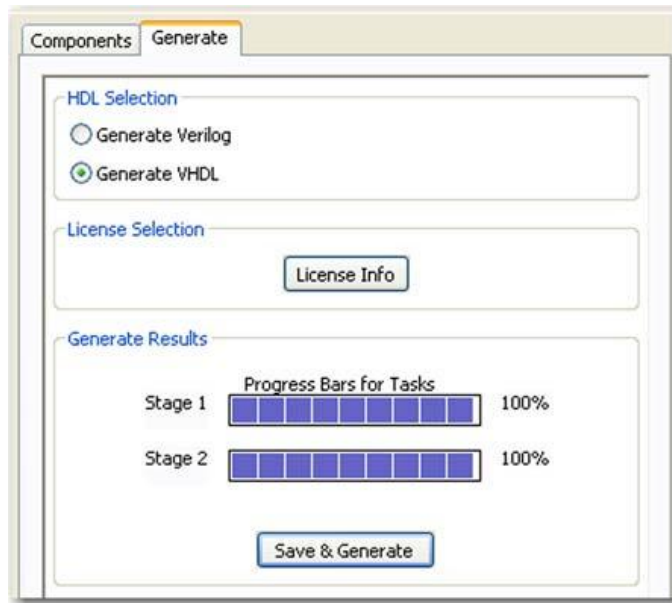 Components Generate
HDL Selection
Generate Verilog
Generate VHDL
License Selection
License Info
Generate Results
Progress Bars for Tasks
Stage 1 100%
Stage 2 100%
Save & Generate